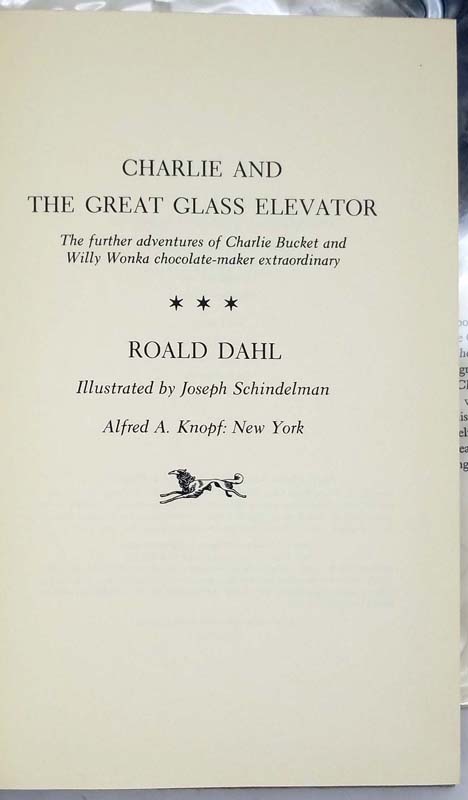 CHARLIE AND
THE GREAT GLASS ELEVATOR
The further adventures of Charlie Bucket and
Willy Wonka chocolate-maker extraordinary
ROALD DAHL
Illustrated by Joseph Schindelman
Alfred A. Knopf: New York